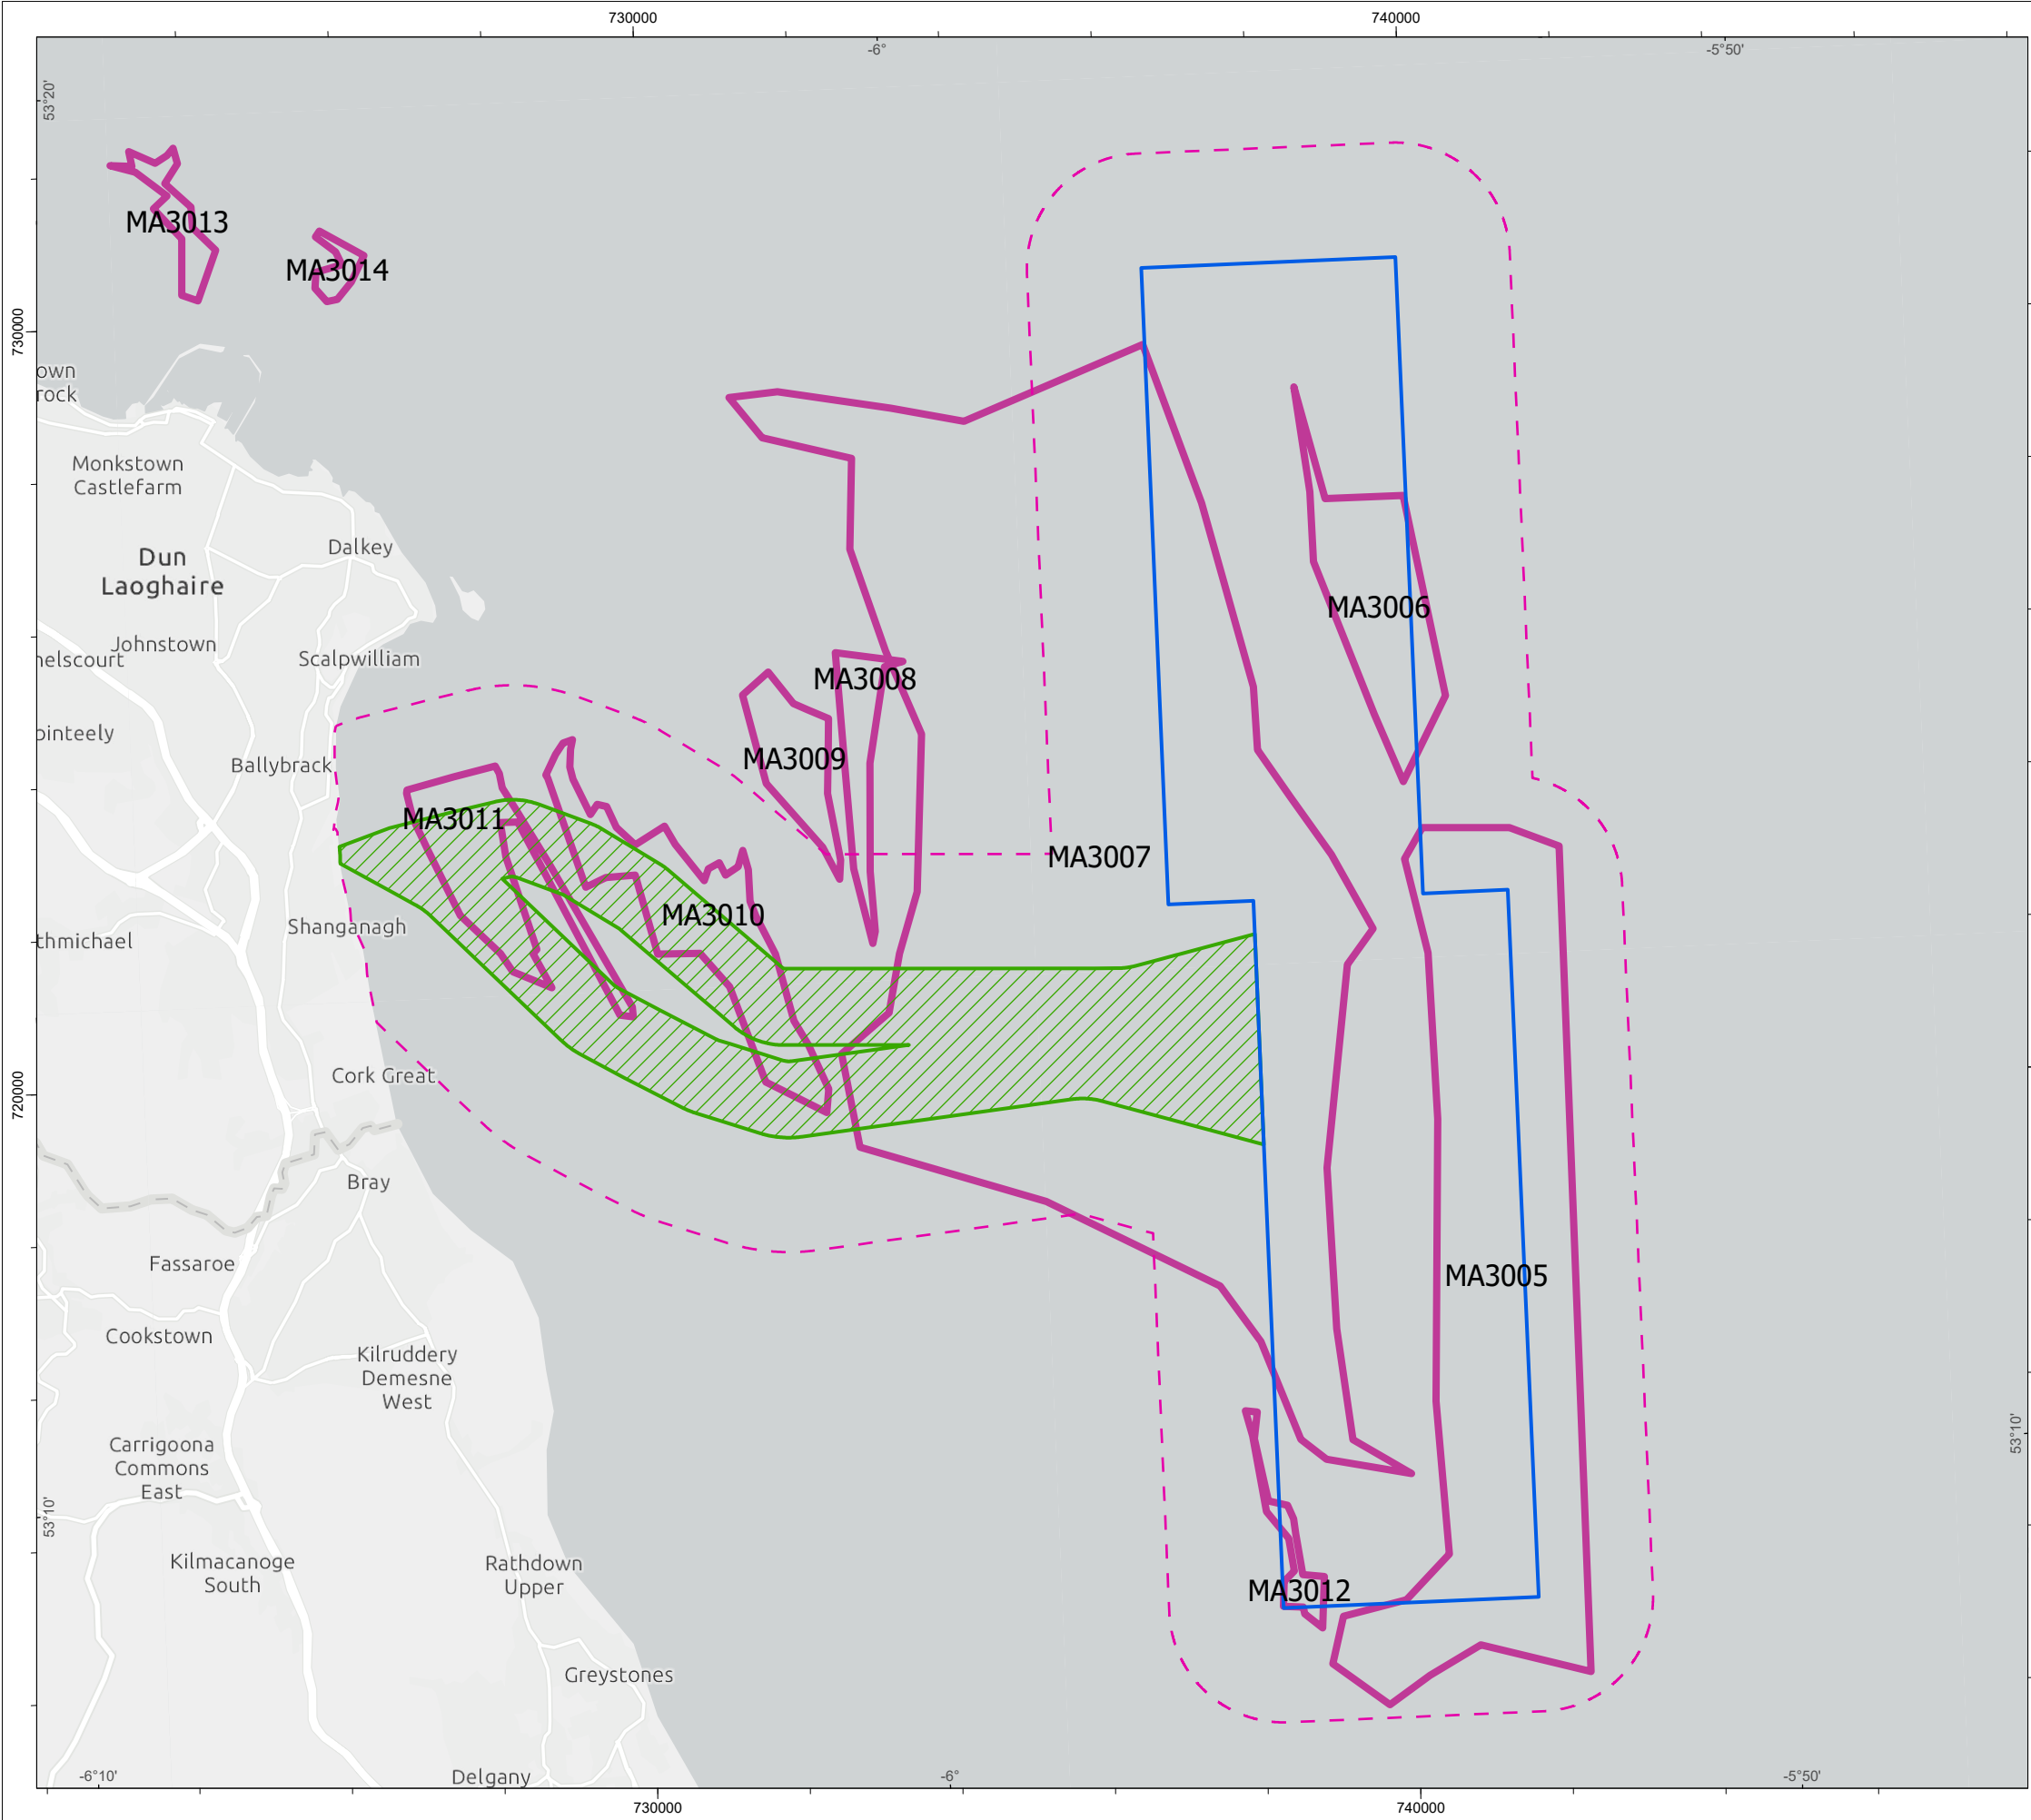 730000
740000
-6°
-5°50'
53°20'
MA3013
MA3014
730000
own
rock
Monkstown
Castlefarm
Dalkey
Dun
Laoghaire
MA3006
Johnstown
nelscourt
Scalpwilliam
MA3008
ointeely
MA3009
Ballybrack
MA3011
MA3007
MA3010
Shanganagh
thmichael
Cork Great
720000
Bray
Fassaroe
MA3005
Cookstown
Kilruddery
Demesne
West
Carrigoona
Commons
East
53°10'
53°10'
Kilmacanoge
South
Rathdown
Upper
MA3012
Greystones
Delgany
-6°10'
-6°
-5°50'
730000
740000